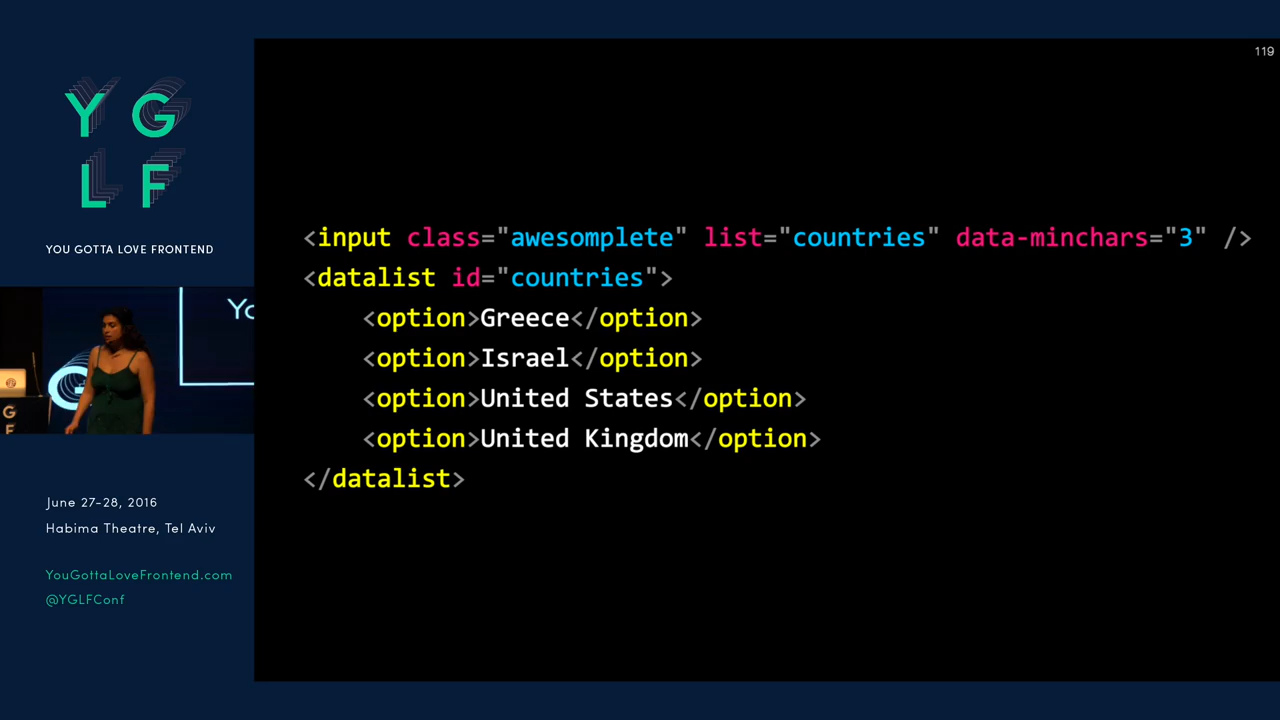 119
Y G
L F
YOU GOTTA LOVE FRONTEND
<input class="awesomplete" list="countries" data-minchars="3" />
<datalist id="countries">
<option>Greece</option>
<option>Israel</option>
<option>United States</option>
<option>United Kingdom</option>
</datalist>
Yo
G
G
F
June 27-28, 2016
Habima Theatre, Tel Aviv
YouGottaLoveFrontend.com
@YGLFConf